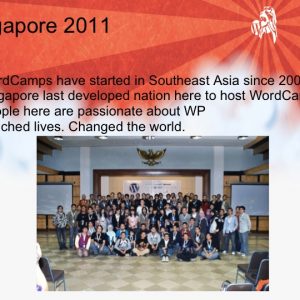 gapore 2011
rdCamps have started in Southeast Asia since 200
gapore last developed nation here to host WordCa
ople here are passionate about WP
ched lives. Changed the world.